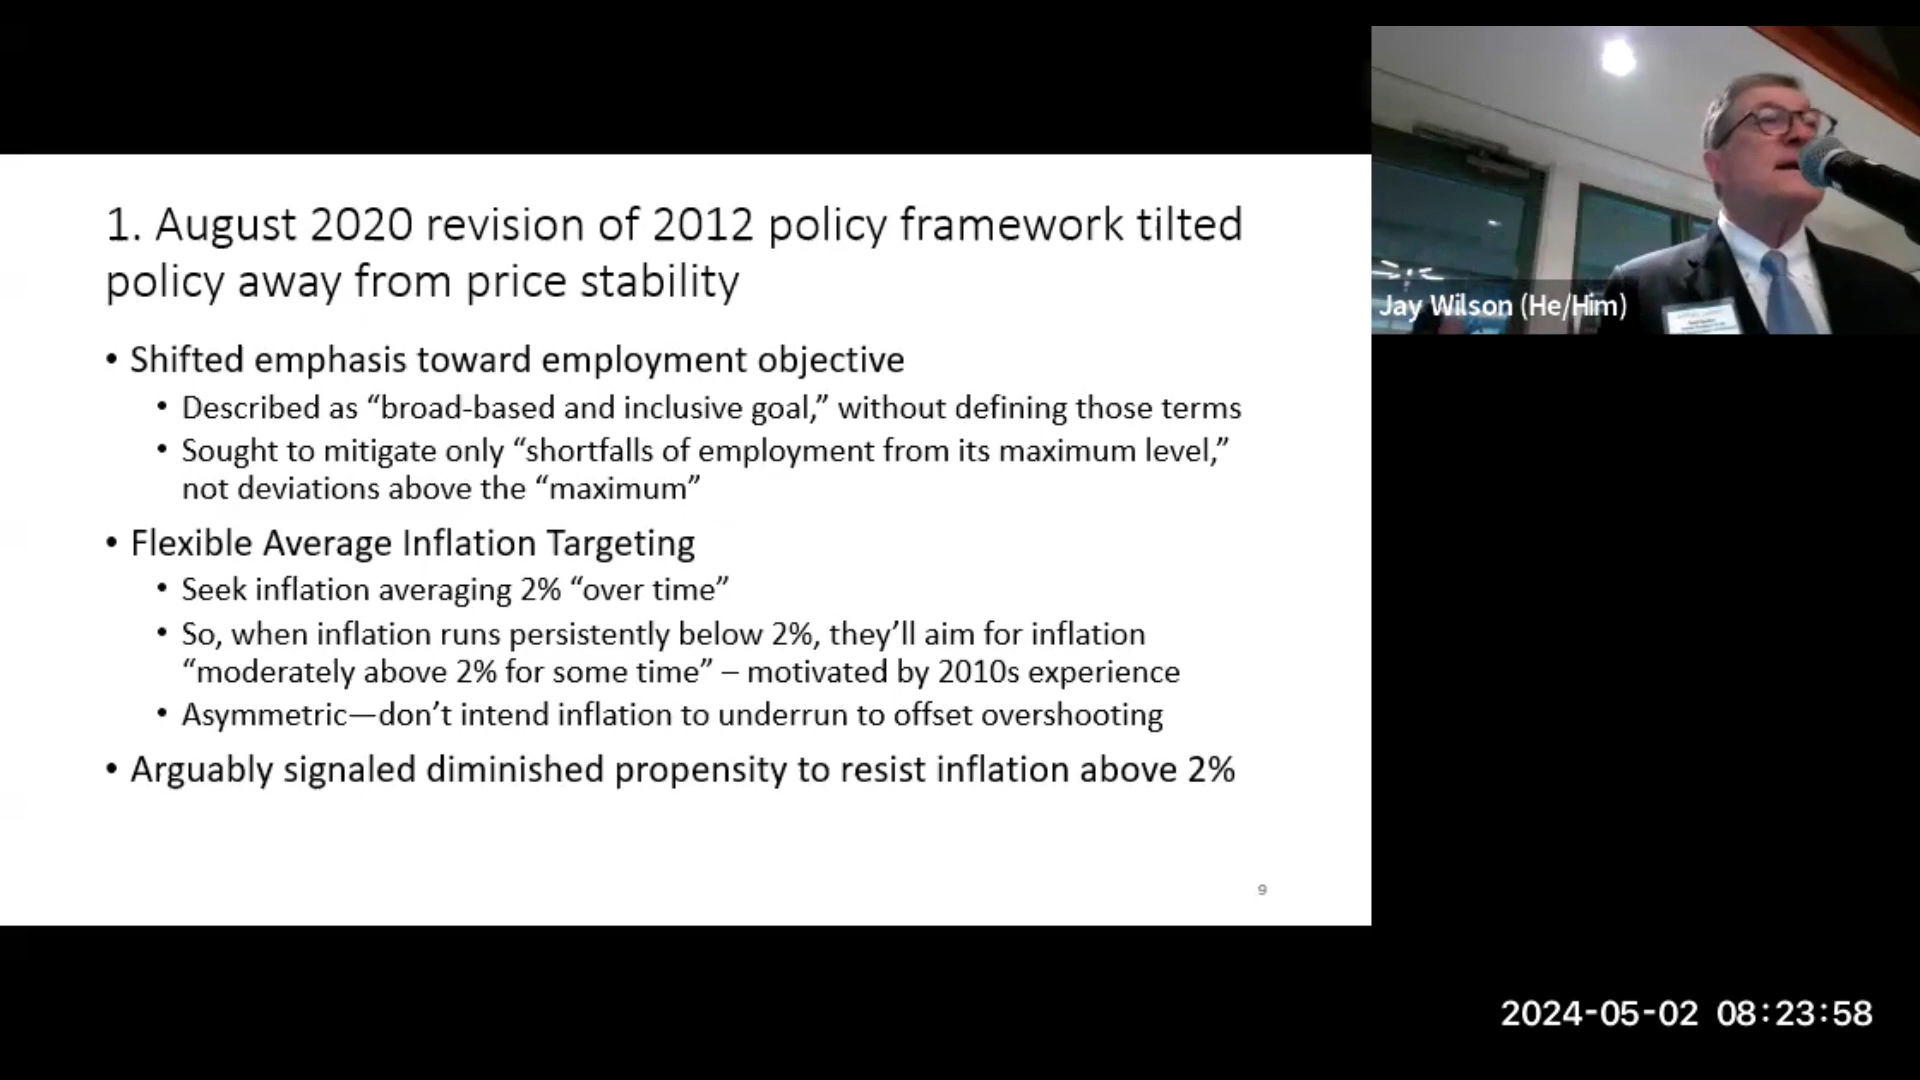 1. August 2020 revision of 2012 policy framework tilted
policy away from price stability
• Shifted emphasis toward employment objective
• Described as “broad-based and inclusive goal,” without defining those terms
• Sought to mitigate only “shortfalls of employment from its maximum level,”
not deviations above the “maximum”
• Flexible Average Inflation Targeting
• Seek inflation averaging 2% “over time”
• So, when inflation runs persistently below 2%, they’ll aim for inflation
“moderately above 2% for some time” – motivated by 2010s experience
• Asymmetric—don’t intend inflation to underrun to offset overshooting
• Arguably signaled diminished propensity to resist inflation above 2%
9
Jay Wilson (He/Him)
2024-05-02 08:23:58